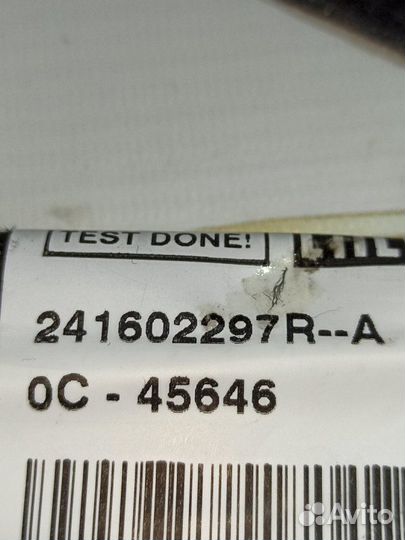 TEST DONE!
241602297R--A
0C - 45646
Avito